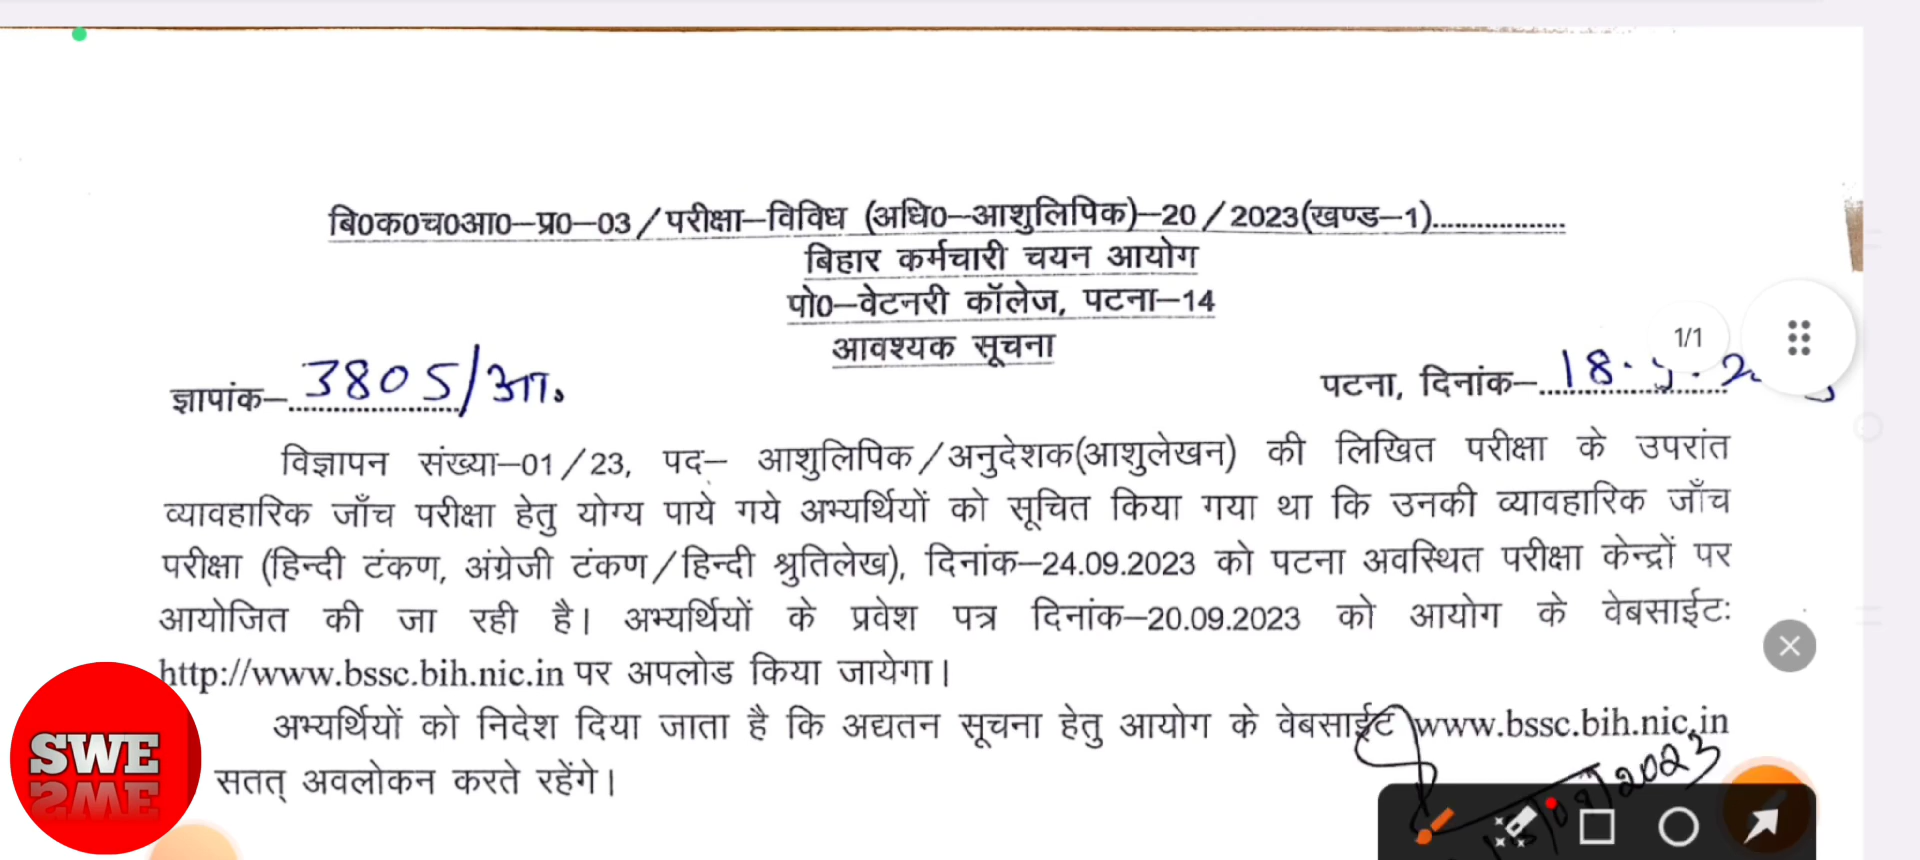 बि0क0च0आ0–प्र0–03/परीक्षा–विविध (अधि0–आशुलिपिक)–20/2023(खण्ड–1)..................
बिहार कर्मचारी चयन आयोग
पो0–वेटनरी कॉलेज, पटना–14
आवश्यक सूचना
1/1
ज्ञापांक– 3805/आ.
पटना, दिनांक– 18.
विज्ञापन संख्या–01/23, पद– आशुलिपिक/अनुदेशक(आशुलेखन) की लिखित परीक्षा के उपरांत
व्यावहारिक जाँच परीक्षा हेतु योग्य पाये गये अभ्यर्थियों को सूचित किया गया था कि उनकी व्यावहारिक जाँच
परीक्षा (हिन्दी टंकण, अंग्रेजी टंकण/हिन्दी श्रुतिलेख), दिनांक–24.09.2023 को पटना अवस्थित परीक्षा केन्द्रों पर
आयोजित की जा रही है। अभ्यर्थियों के प्रवेश पत्र दिनांक–20.09.2023 को आयोग के वेबसाईटः
http://www.bssc.bih.nic.in पर अपलोड किया जायेगा।
अभ्यर्थियों को निदेश दिया जाता है कि अद्यतन सूचना हेतु आयोग के वेबसाईट www.bssc.bih.nic.in
सतत् अवलोकन करते रहेंगे।
2023
SWE